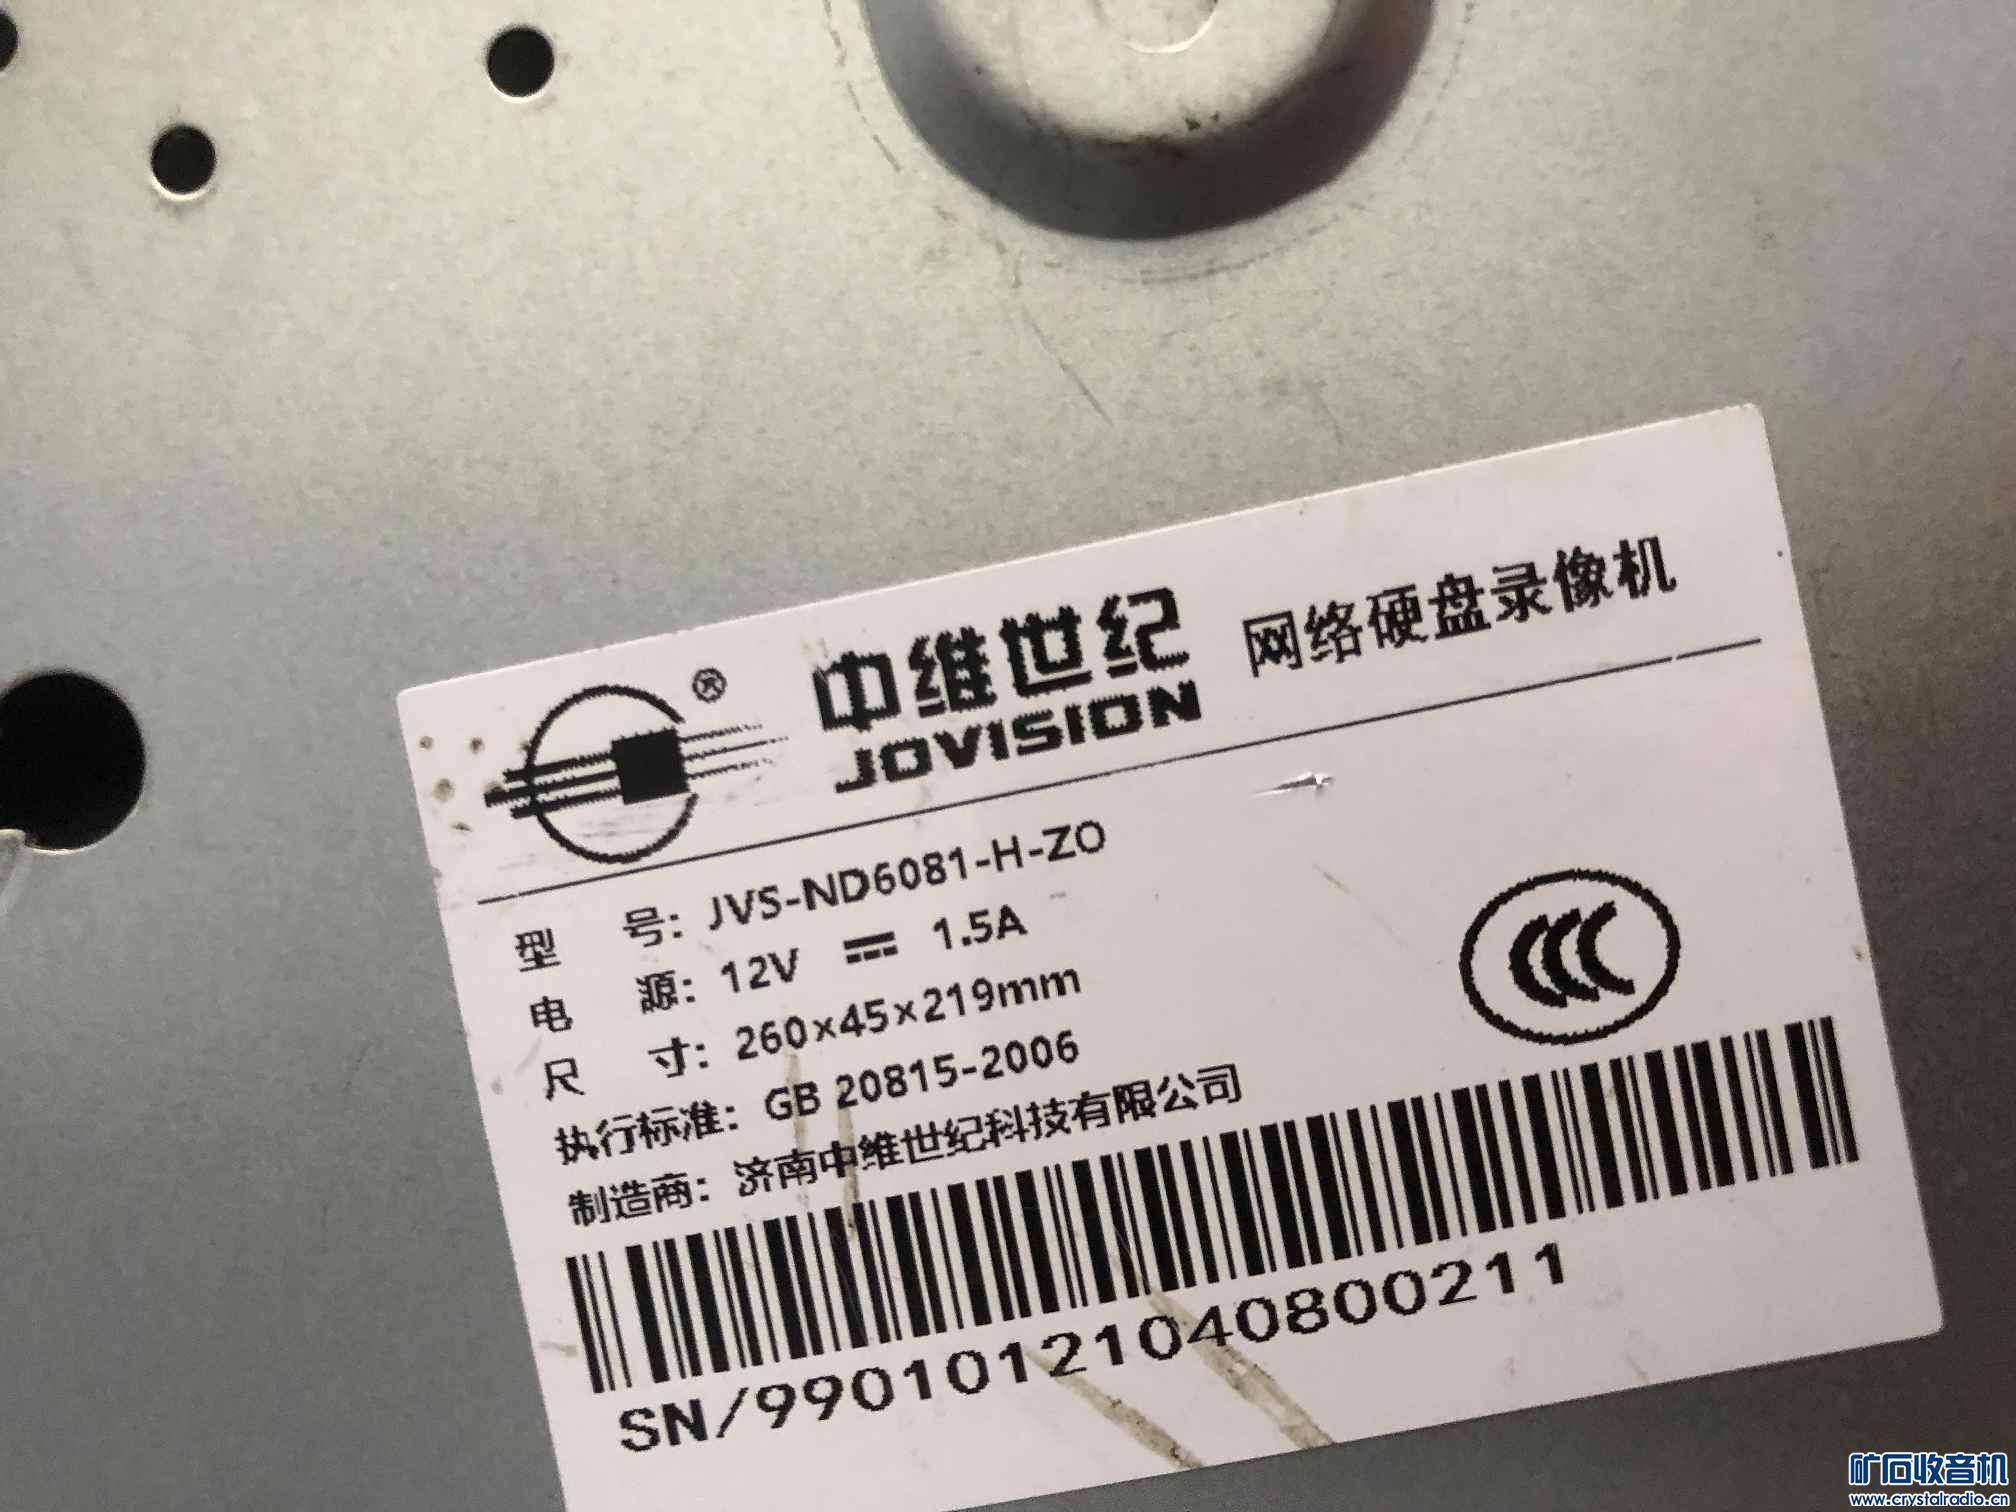 ® 中维世纪 网络硬盘录像机
JOVISION
型 号: JVS-ND6081-H-ZO
电 源: 12V ⎓ 1.5A
尺 寸: 260×45×219mm
执行标准: GB 20815-2006
制造商: 济南中维世纪科技有限公司
CCC
SN/99010121040800211
矿石收音机
www.crystalradio.cn